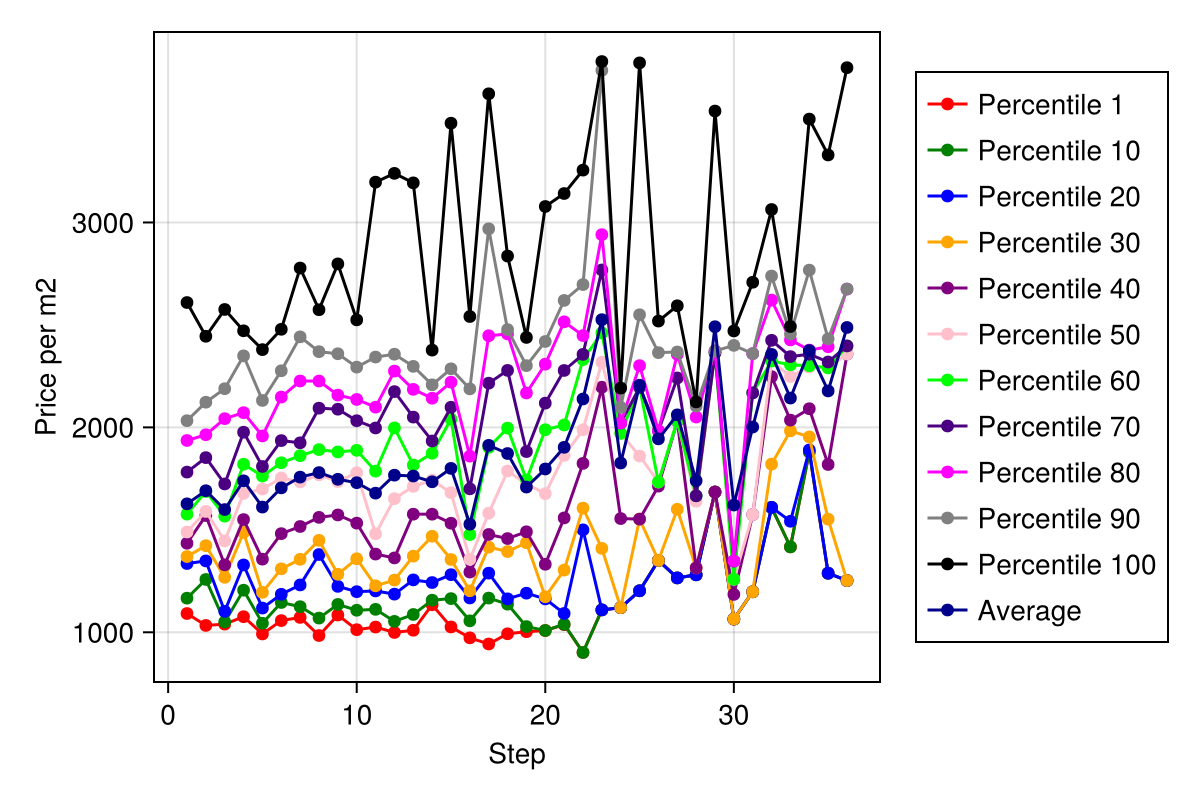 Price per m2
3000
2000
1000
0 10 20 30
Step
Percentile 1
Percentile 10
Percentile 20
Percentile 30
Percentile 40
Percentile 50
Percentile 60
Percentile 70
Percentile 80
Percentile 90
Percentile 100
Average